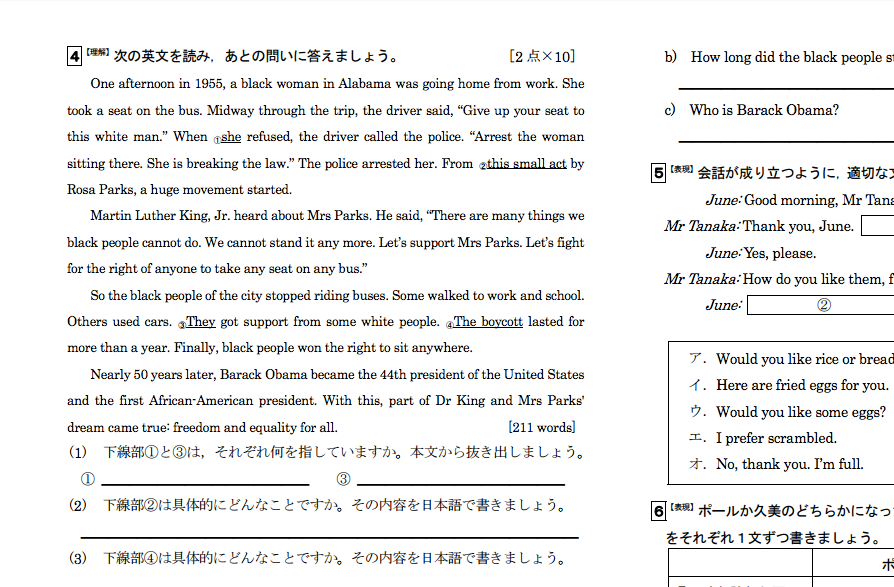 4【理解】次の英文を読み，あとの問いに答えましょう。 [2 点×10]
One afternoon in 1955, a black woman in Alabama was going home from work. She
took a seat on the bus. Midway through the trip, the driver said, “Give up your seat to
this white man.” When ①she refused, the driver called the police. “Arrest the woman
sitting there. She is breaking the law.” The police arrested her. From ②this small act by
Rosa Parks, a huge movement started.
Martin Luther King, Jr. heard about Mrs Parks. He said, “There are many things we
black people cannot do. We cannot stand it any more. Let’s support Mrs Parks. Let’s fight
for the right of anyone to take any seat on any bus.”
So the black people of the city stopped riding buses. Some walked to work and school.
Others used cars. ③They got support from some white people. ④The boycott lasted for
more than a year. Finally, black people won the right to sit anywhere.
Nearly 50 years later, Barack Obama became the 44th president of the United States
and the first African-American president. With this, part of Dr King and Mrs Parks’
dream came true: freedom and equality for all. [211 words]
(1) 下線部①と③は，それぞれ何を指していますか。本文から抜き出しましょう。
① ③
(2) 下線部②は具体的にどんなことですか。その内容を日本語で書きましょう。
(3) 下線部④は具体的にどんなことですか。その内容を日本語で書きましょう。
b) How long did the black people
c) Who is Barack Obama?
5【表現】会話が成り立つように，適切な
June: Good morning, Mr
Mr Tanaka: Thank you, June.
June: Yes, please.
Mr Tanaka: How do you like them,
June: ②
ア．Would you like rice or bread
イ．Here are fried eggs for you.
ウ．Would you like some eggs?
エ．I prefer scrambled.
オ．No, thank you. I’m full.
6【表現】ポールか久美のどちらかになっ
をそれぞれ１文ずつ書きましょう。